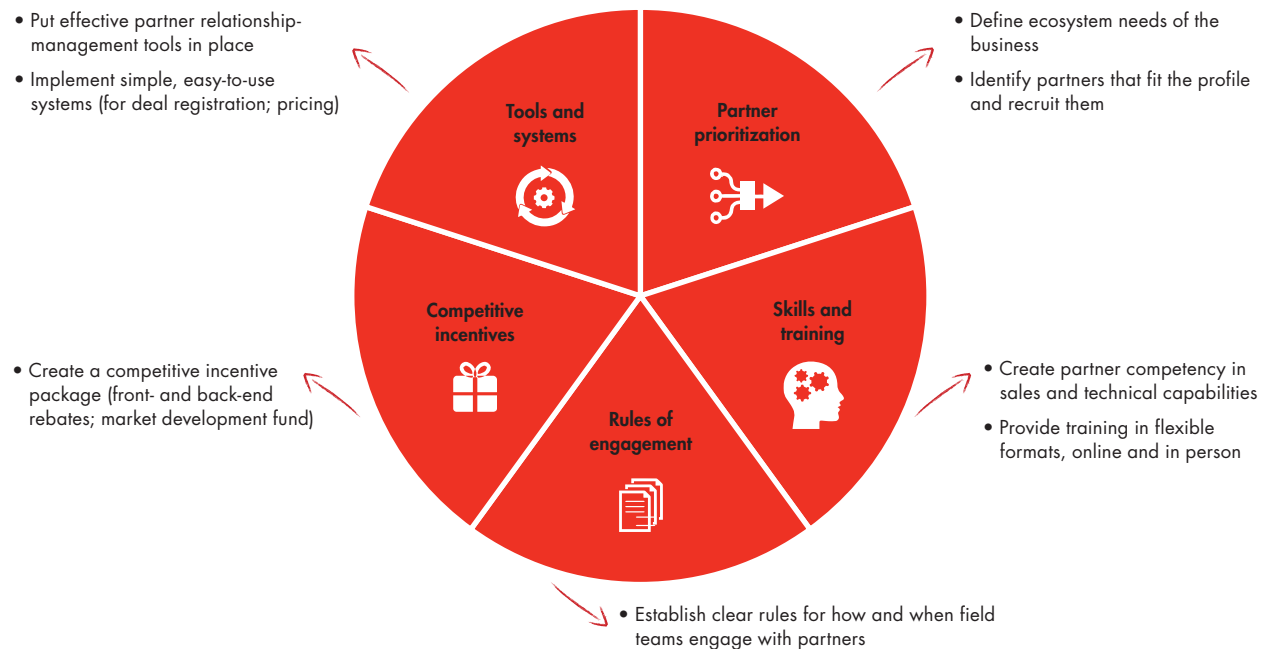 • Put effective partner relationship-
management tools in place
• Implement simple, easy-to-use
systems (for deal registration; pricing)
• Define ecosystem needs of the
business
• Identify partners that fit the profile
and recruit them
Tools and
systems
Partner
prioritization
Competitive
incentives
Skills and
training
Rules of
engagement
• Create a competitive incentive
package (front- and back-end
rebates; market development fund)
• Create partner competency in
sales and technical capabilities
• Provide training in flexible
formats, online and in person
• Establish clear rules for how and when field
teams engage with partners